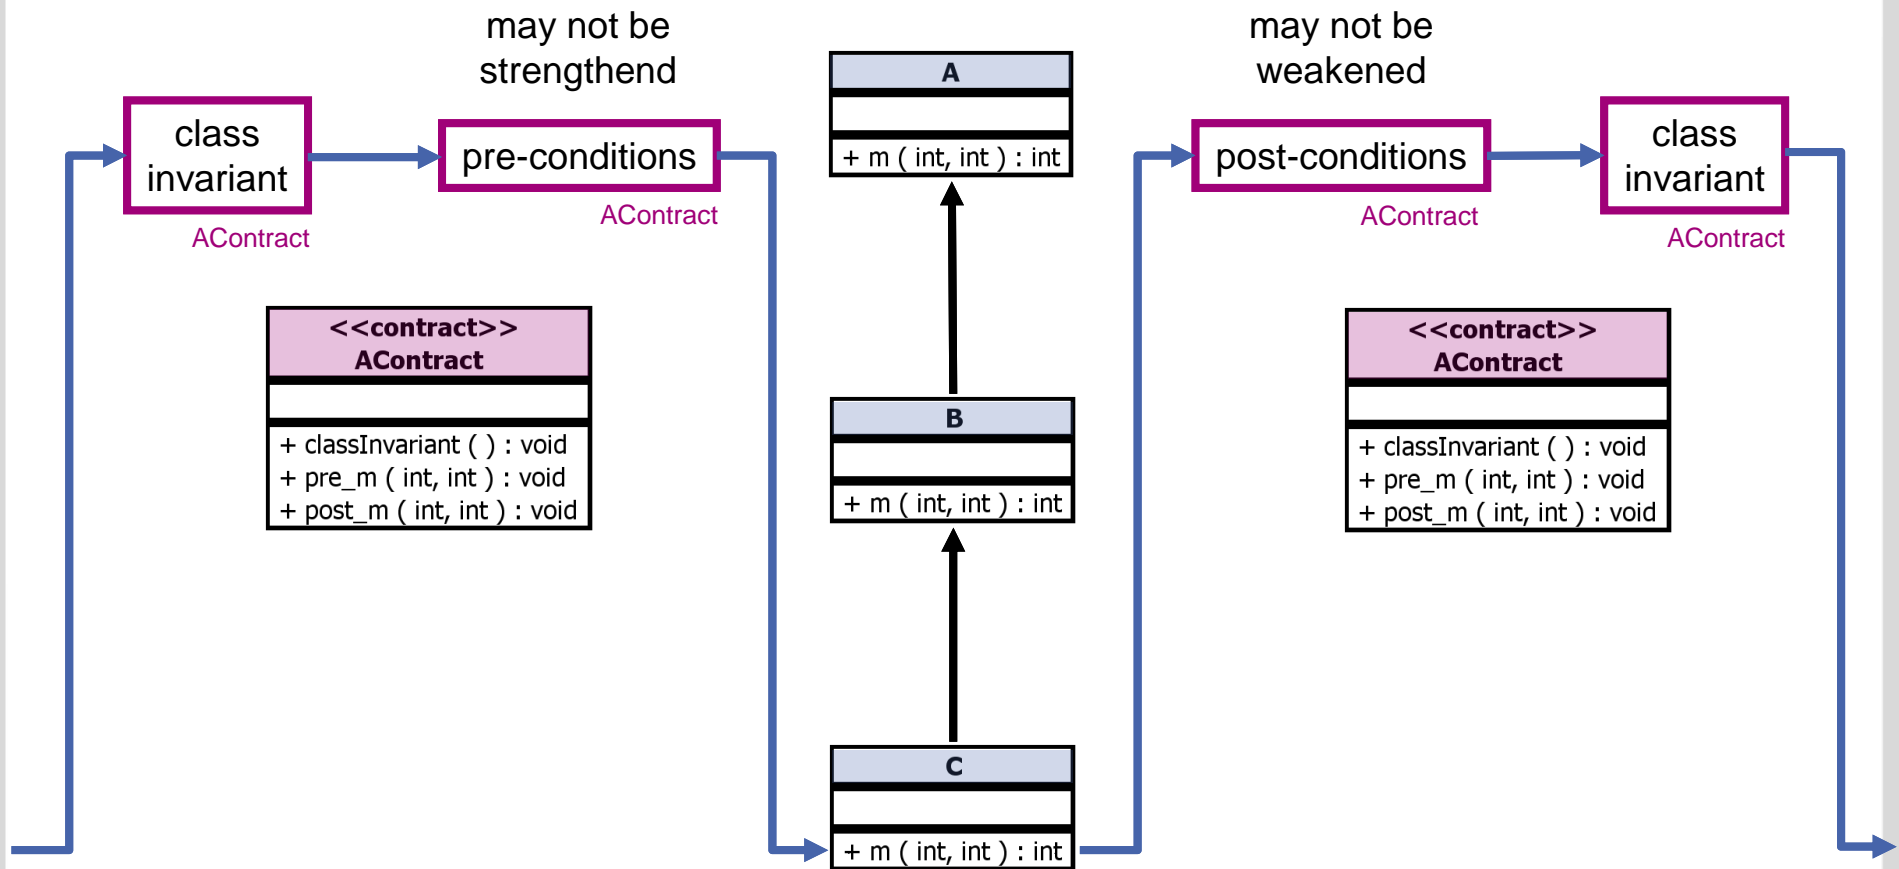 may not be
strengthend
may not be
weakened
class
invariant
AContract
pre-conditions
AContract
A
+ m ( int, int ) : int
post-conditions
AContract
class
invariant
AContract
<<contract>>
AContract
+ classInvariant ( ) : void
+ pre_m ( int, int ) : void
+ post_m ( int, int ) : void
B
+ m ( int, int ) : int
<<contract>>
AContract
+ classInvariant ( ) : void
+ pre_m ( int, int ) : void
+ post_m ( int, int ) : void
C
+ m ( int, int ) : int